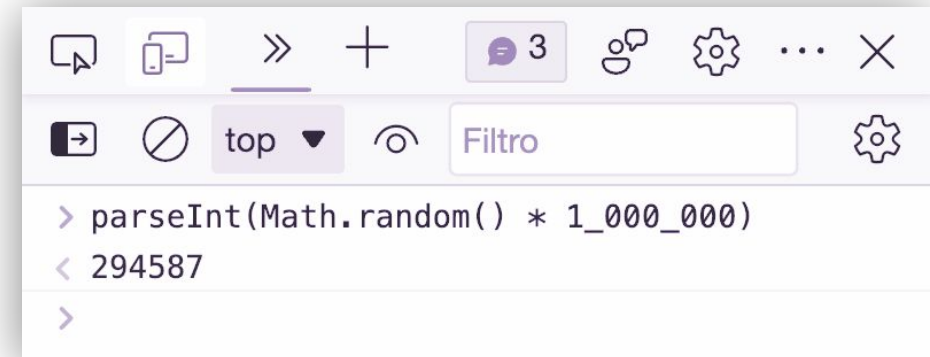 3
top Filtro
> parseInt(Math.random() * 1_000_000)
< 294587
>